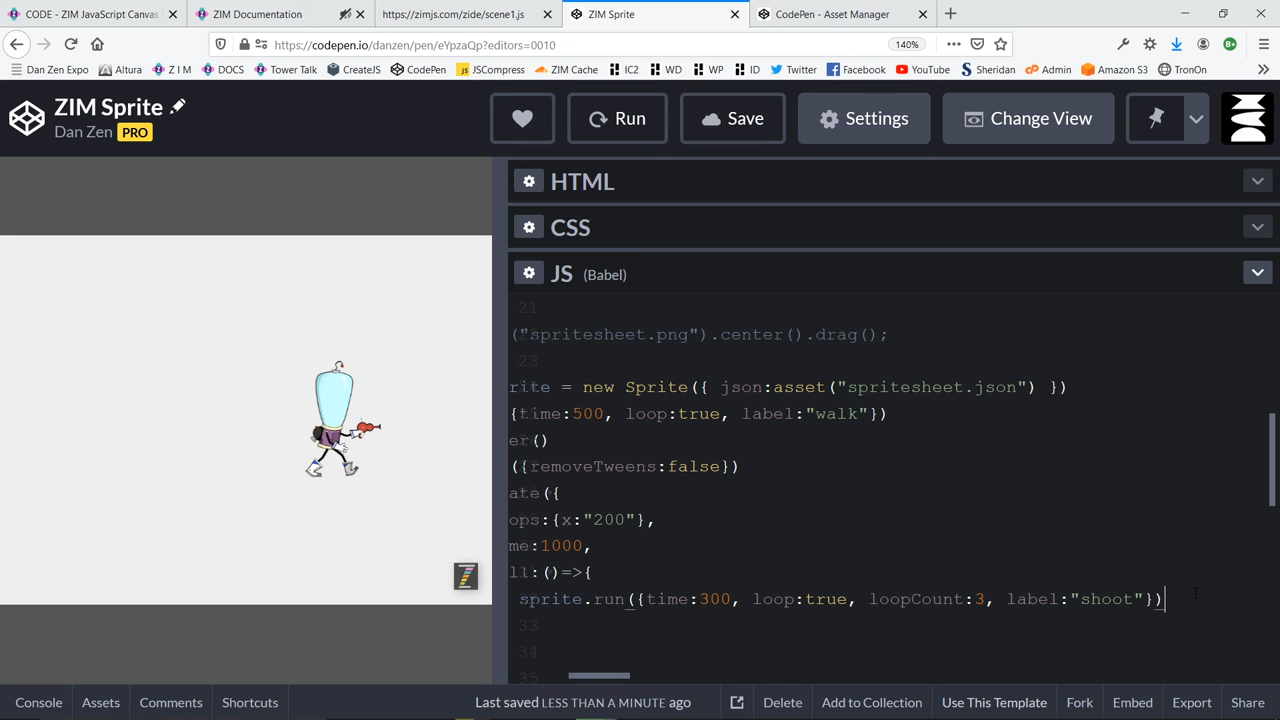 CODE - ZIM JavaScript Canvas
ZIM Documentation
https://zimjs.com/zide/scene1.js
ZIM Sprite
CodePen - Asset Manager
https://codepen.io/danzen/pen/eYpzaQp?editors=0010
140%
Dan Zen Expo
Altura
Z I M
DOCS
Tower Talk
CreateJS
CodePen
JSCompress
ZIM Cache
IC2
WD
WP
ID
Twitter
Facebook
YouTube
Sheridan
Admin
Amazon S3
TronOn
ZIM Sprite
Dan Zen PRO
Run
Save
Settings
Change View
HTML
CSS
JS (Babel)
21
("spritesheet.png").center().drag();
23
rite = new Sprite({ json:asset("spritesheet.json") })
{time:500, loop:true, label:"walk"})
er()
({removeTweens:false})
ate({
ops:{x:"200"},
me:1000,
ll:()=>{
sprite.run({time:300, loop:true, loopCount:3, label:"shoot"})
33
34
35
Console
Assets
Comments
Shortcuts
Last saved LESS THAN A MINUTE ago
Delete
Add to Collection
Use This Template
Fork
Embed
Export
Share